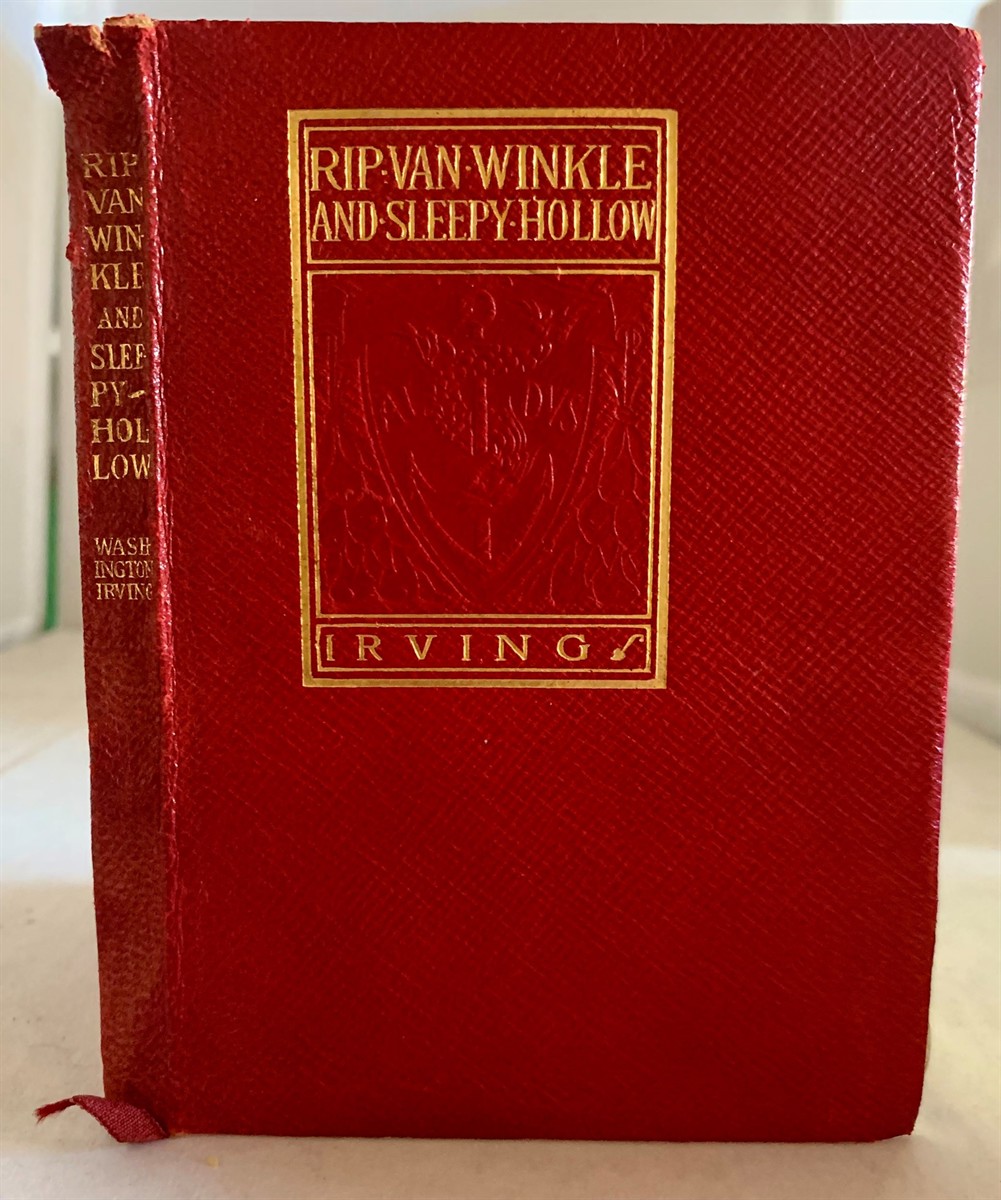 RIP·VAN·WINKLE
AND·SLEEPY·HOLLOW
IRVING
RIP
VAN
WIN-
KLE
AND
SLEE-
PY-
HOL-
LOW
WASH-
INGTON
IRVING